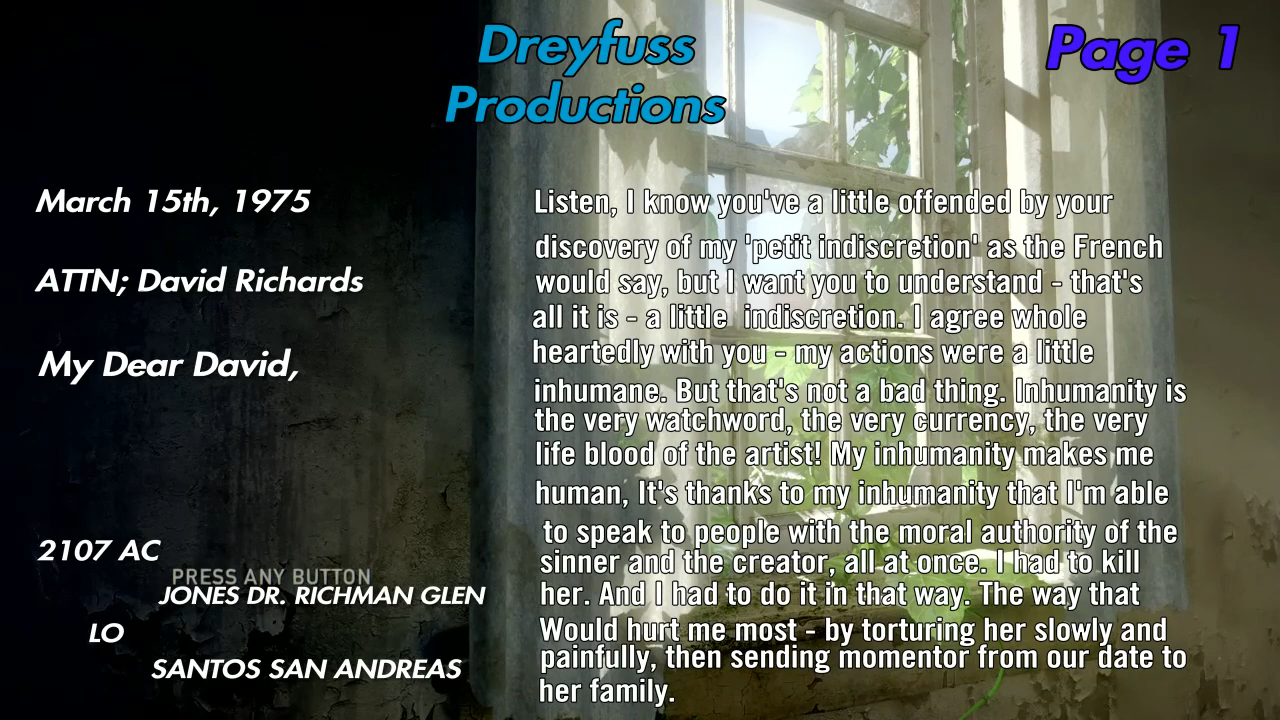 Dreyfuss
Productions
Page 1
March 15th, 1975
ATTN; David Richards
My Dear David,
2107 AC
PRESS ANY BUTTON
JONES DR. RICHMAN GLEN
LO
SANTOS SAN ANDREAS
Listen, I know you've a little offended by your
discovery of my 'petit indiscretion' as the French
would say, but I want you to understand - that's
all it is - a little  indiscretion. I agree whole
heartedly with you - my actions were a little
inhumane. But that's not a bad thing. Inhumanity is
the very watchword, the very currency, the very
life blood of the artist! My inhumanity makes me
human, It's thanks to my inhumanity that I'm able
to speak to people with the moral authority of the
sinner and the creator, all at once. I had to kill
her. And I had to do it in that way. The way that
Would hurt me most - by torturing her slowly and
painfully, then sending momentor from our date to
her family.